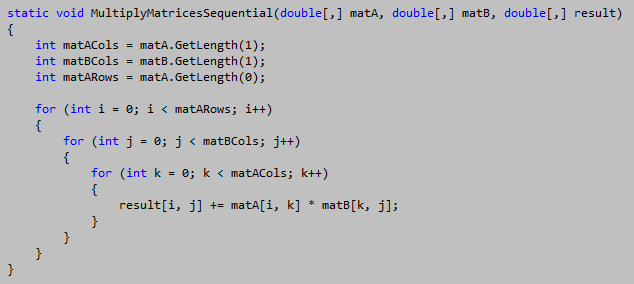 static void MultiplyMatricesSequential(double[,] matA, double[,] matB, double[,] result)
{
    int matACols = matA.GetLength(1);
    int matBCols = matB.GetLength(1);
    int matARows = matA.GetLength(0);

    for (int i = 0; i < matARows; i++)
    {
        for (int j = 0; j < matBCols; j++)
        {
            for (int k = 0; k < matACols; k++)
            {
                result[i, j] += matA[i, k] * matB[k, j];
            }
        }
    }
}